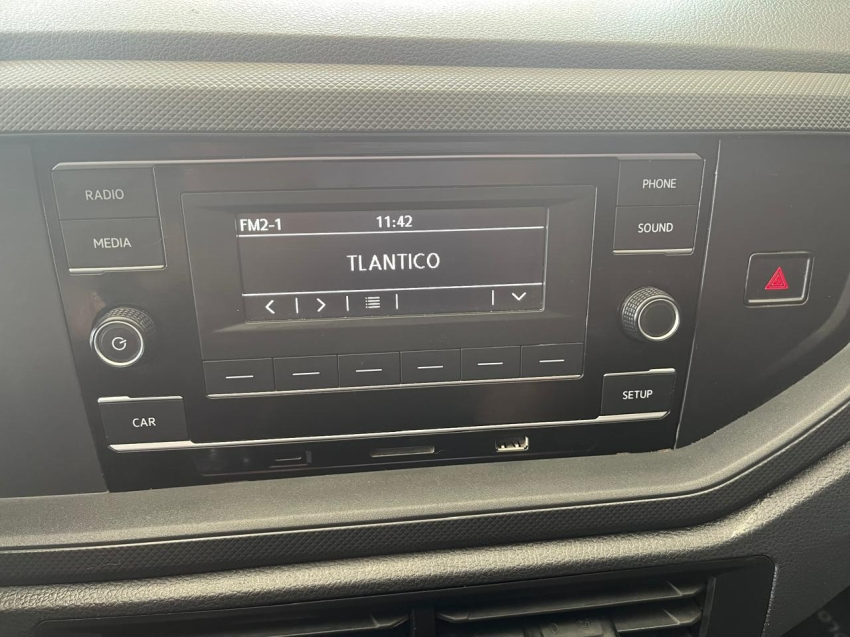 RADIO
MEDIA
FM2-1 11:42
TLANTICO
PHONE
SOUND
CAR
SETUP